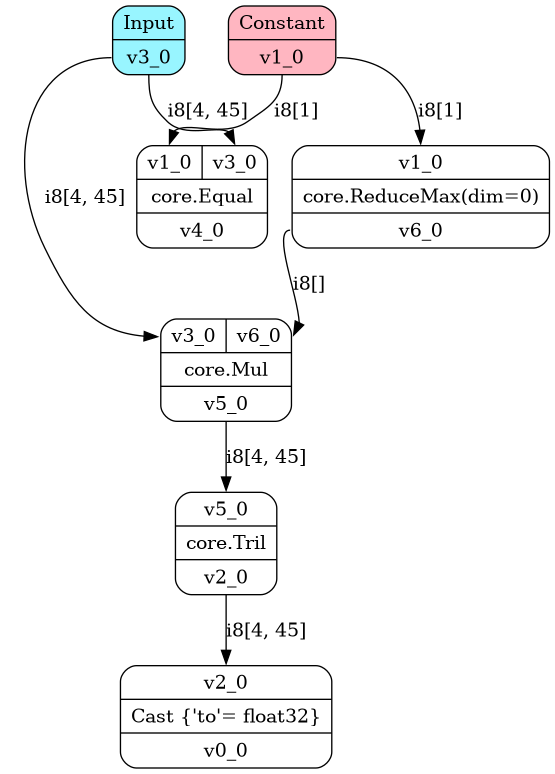 Input
v3_0
Constant
v1_0
i8[4, 45]
i8[1]
i8[1]
v1_0
v3_0
core.Equal
v4_0
v1_0
core.ReduceMax(dim=0)
v6_0
i8[4, 45]
i8[]
v3_0
v6_0
core.Mul
v5_0
i8[4, 45]
v5_0
core.Tril
v2_0
i8[4, 45]
v2_0
Cast {'to'= float32}
v0_0